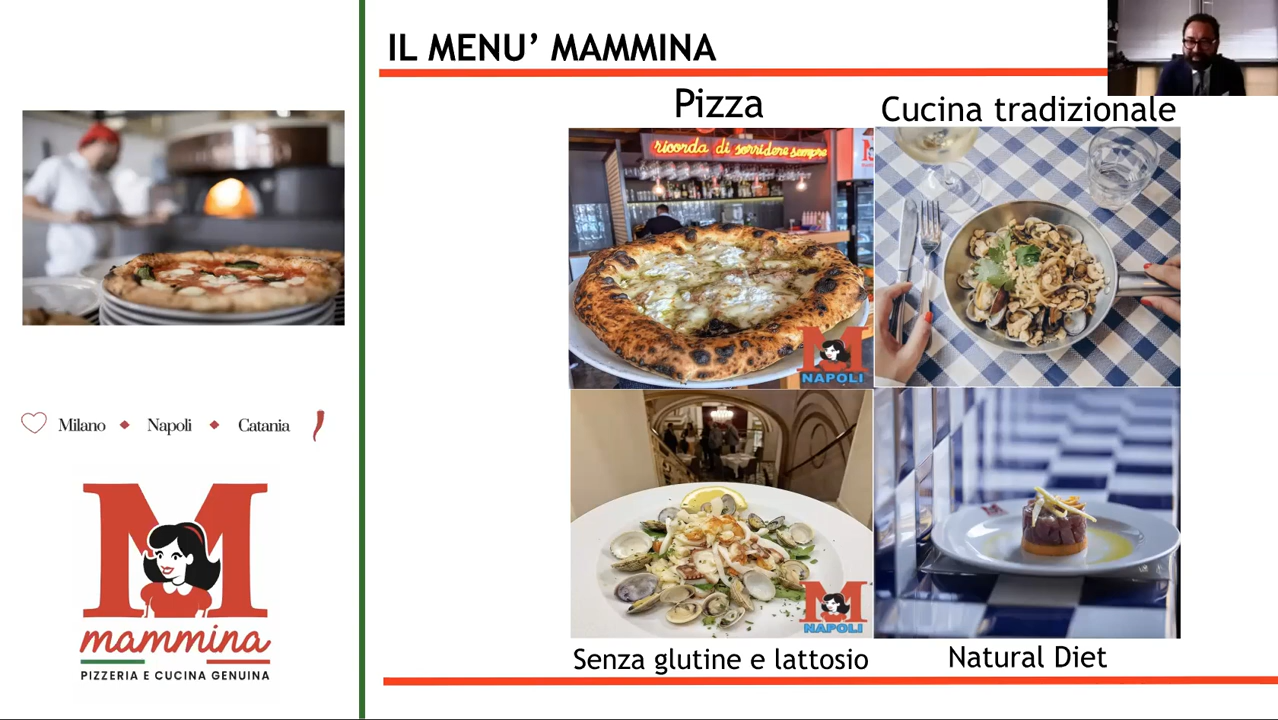 IL MENU’ MAMMINA
Pizza
Cucina tradizionale
ricorda di sorridere sempre
M
NAPOLI
M
NAPOLI
Senza glutine e lattosio
Natural Diet
Milano Napoli Catania
M
mammina
PIZZERIA E CUCINA GENUINA